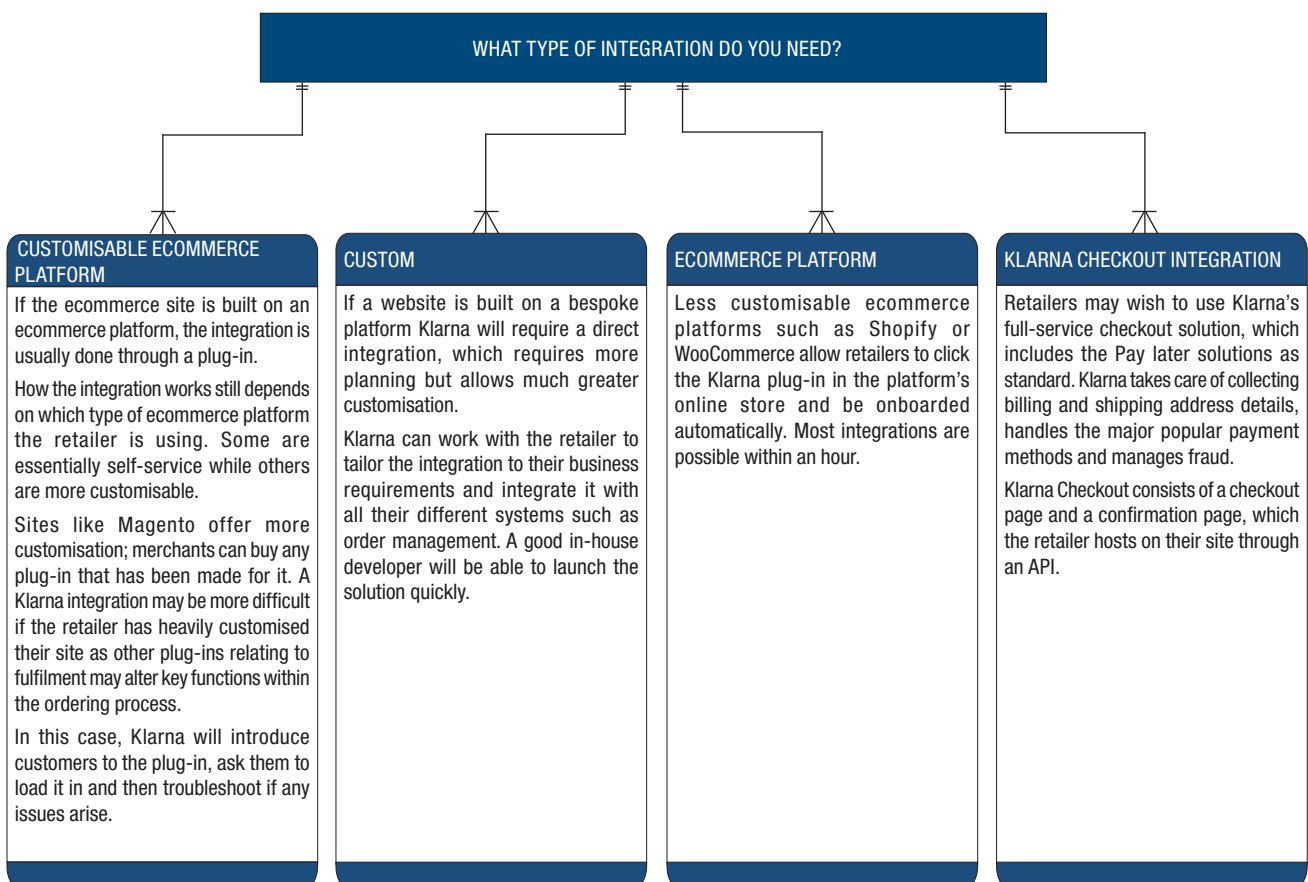 WHAT TYPE OF INTEGRATION DO YOU NEED?
CUSTOMISABLE ECOMMERCE
PLATFORM
If the ecommerce site is built on an
ecommerce platform, the integration is
usually done through a plug-in.
How the integration works still depends
on which type of ecommerce platform
the retailer is using. Some are
essentially self-service while others
are more customisable.
Sites like Magento offer more
customisation; merchants can buy any
plug-in that has been made for it. A
Klarna integration may be more difficult
if the retailer has heavily customised
their site as other plug-ins relating to
fulfilment may alter key functions within
the ordering process.
In this case, Klarna will introduce
customers to the plug-in, ask them to
load it in and then troubleshoot if any
issues arise.
CUSTOM
If a website is built on a bespoke
platform Klarna will require a direct
integration, which requires more
planning but allows much greater
customisation.
Klarna can work with the retailer to
tailor the integration to their business
requirements and integrate it with
all their different systems such as
order management. A good in-house
developer will be able to launch the
solution quickly.
ECOMMERCE PLATFORM
Less customisable ecommerce
platforms such as Shopify or
WooCommerce allow retailers to click
the Klarna plug-in in the platform's
online store and be onboarded
automatically. Most integrations are
possible within an hour.
KLARNA CHECKOUT INTEGRATION
Retailers may wish to use Klarna's
full-service checkout solution, which
includes the Pay later solutions as
standard. Klarna takes care of collecting
billing and shipping address details,
handles the major popular payment
methods and manages fraud.
Klarna Checkout consists of a checkout
page and a confirmation page, which
the retailer hosts on their site through
an API.